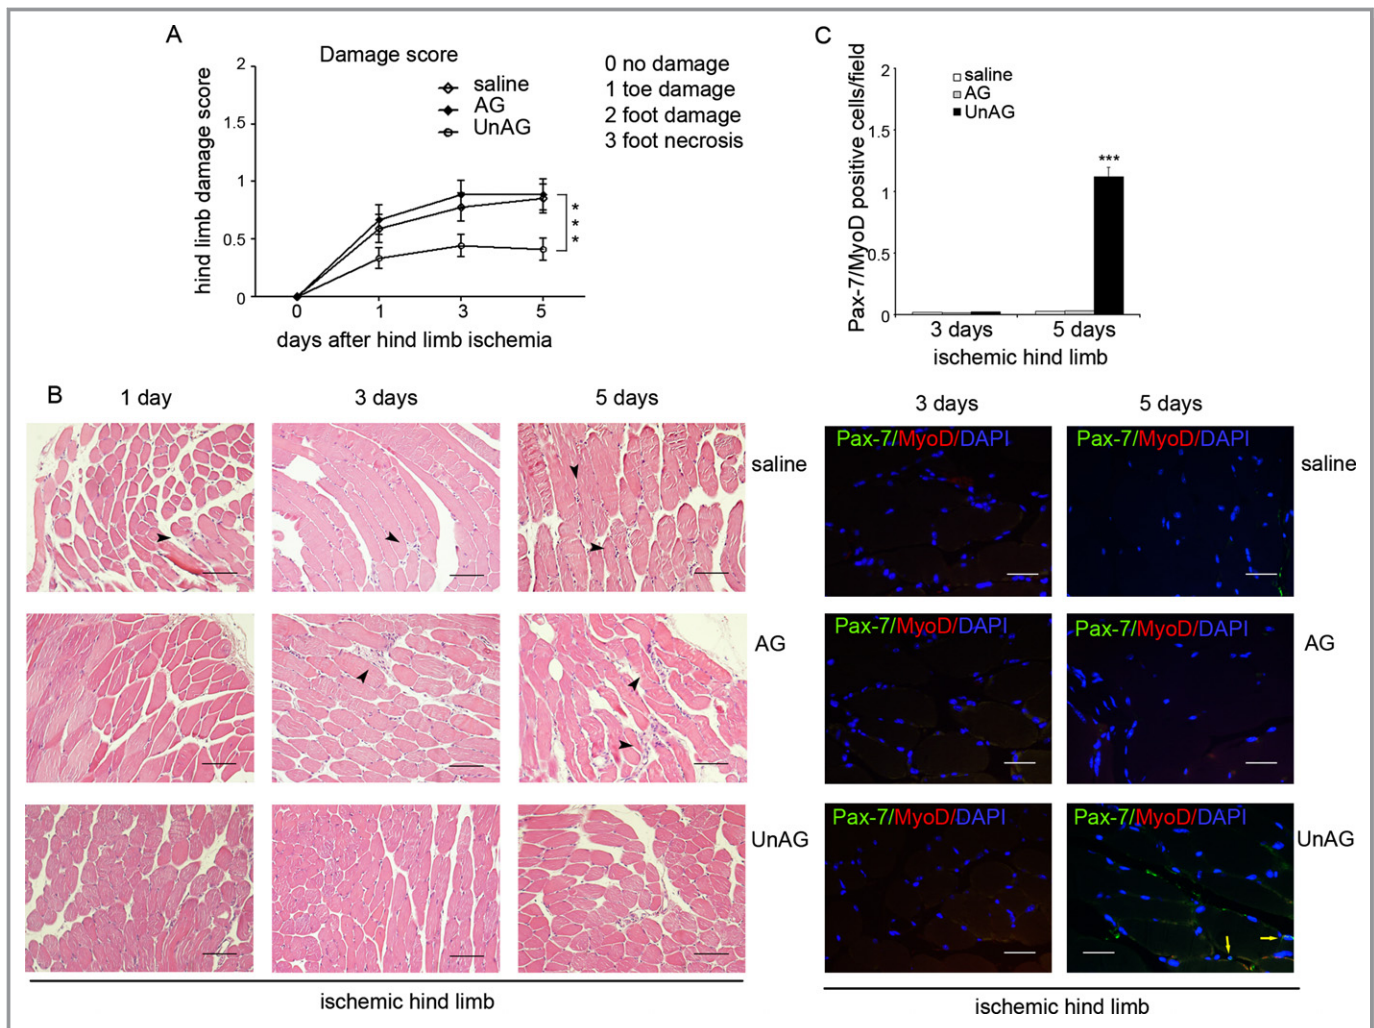 A
Damage score
saline
AG
UnAG
0 no damage
1 toe damage
2 foot damage
3 foot necrosis
hind limb damage score
2
1.5
1
0.5
0
***
0 1 3 5
days after hind limb ischemia
C
Pax-7/MyoD positive cells/field
2
1.5
1
0.5
0
saline
AG
UnAG
***
3 days 5 days
ischemic hind limb
B
1 day 3 days 5 days
saline
AG
UnAG
ischemic hind limb
3 days 5 days
Pax-7/MyoD/DAPI Pax-7/MyoD/DAPI saline
Pax-7/MyoD/DAPI Pax-7/MyoD/DAPI AG
Pax-7/MyoD/DAPI Pax-7/MyoD/DAPI UnAG
ischemic hind limb